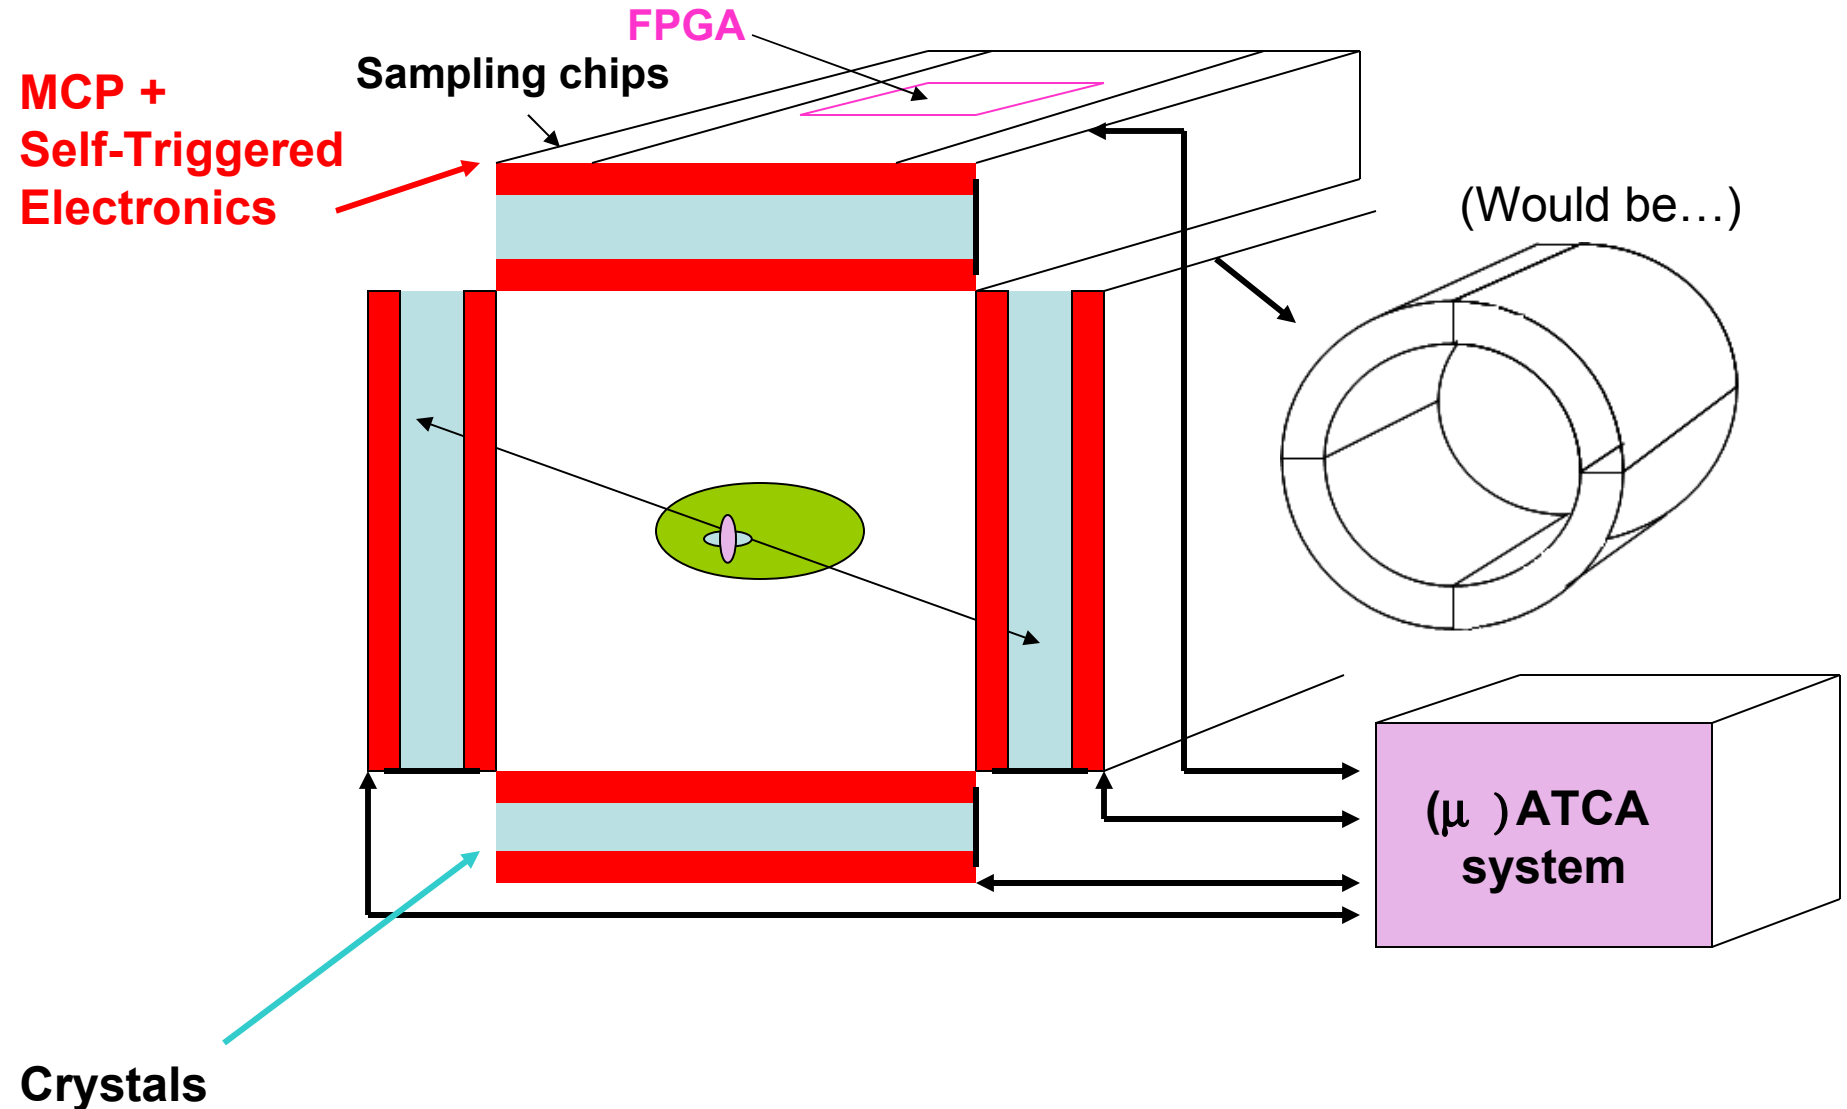 FPGA
Sampling chips
MCP +
Self-Triggered
Electronics
(Would be…)
(μ )ATCA
system
Crystals